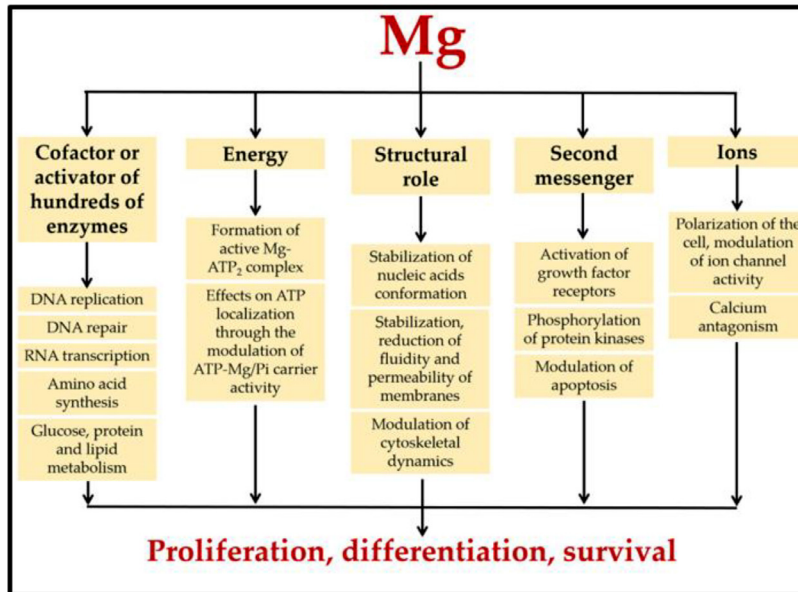 Mg
Cofactor or
activator of
hundreds of
enzymes
DNA replication
DNA repair
RNA transcription
Amino acid
synthesis
Glucose, protein
and lipid
metabolism
Energy
Formation of
active Mg-
ATP₂ complex
Effects on ATP
localization
through the
modulation of
ATP-Mg/Pi carrier
activity
Structural
role
Stabilization of
nucleic acids
conformation
Stabilization,
reduction of
fluidity and
permeability of
membranes
Modulation of
cytoskeletal
dynamics
Second
messenger
Activation of
growth factor
receptors
Phosphorylation
of protein kinases
Modulation of
apoptosis
Ions
Polarization of the
cell, modulation
of ion channel
activity
Calcium
antagonism
Proliferation, differentiation, survival